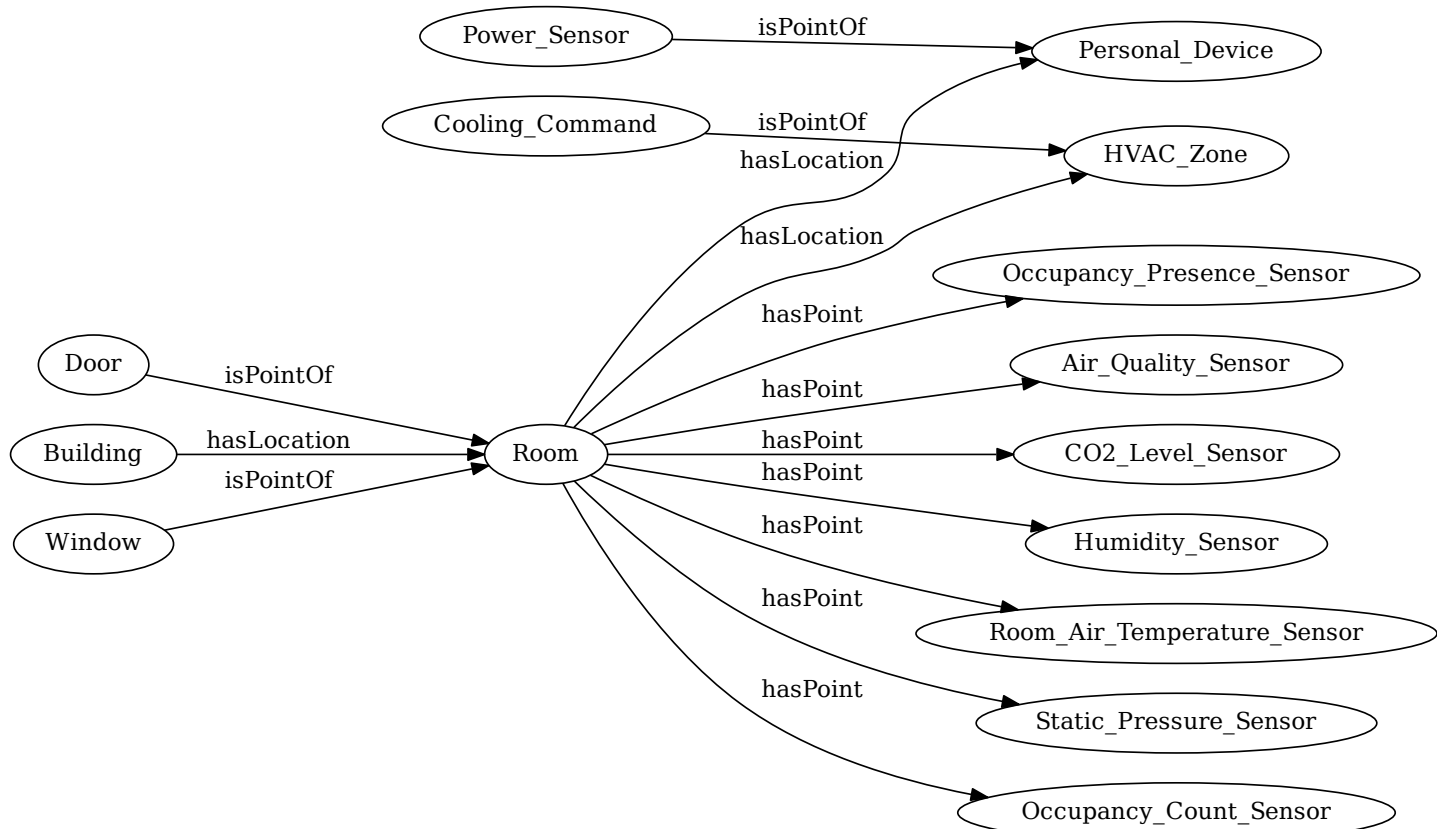 Power_Sensor
isPointOf
Personal_Device
Cooling_Command
isPointOf
HVAC_Zone
hasLocation
hasLocation
Occupancy_Presence_Sensor
hasPoint
Door
isPointOf
Air_Quality_Sensor
hasPoint
Building
hasLocation
Room
hasPoint
CO2_Level_Sensor
Window
isPointOf
hasPoint
Humidity_Sensor
hasPoint
Room_Air_Temperature_Sensor
hasPoint
Static_Pressure_Sensor
hasPoint
Occupancy_Count_Sensor